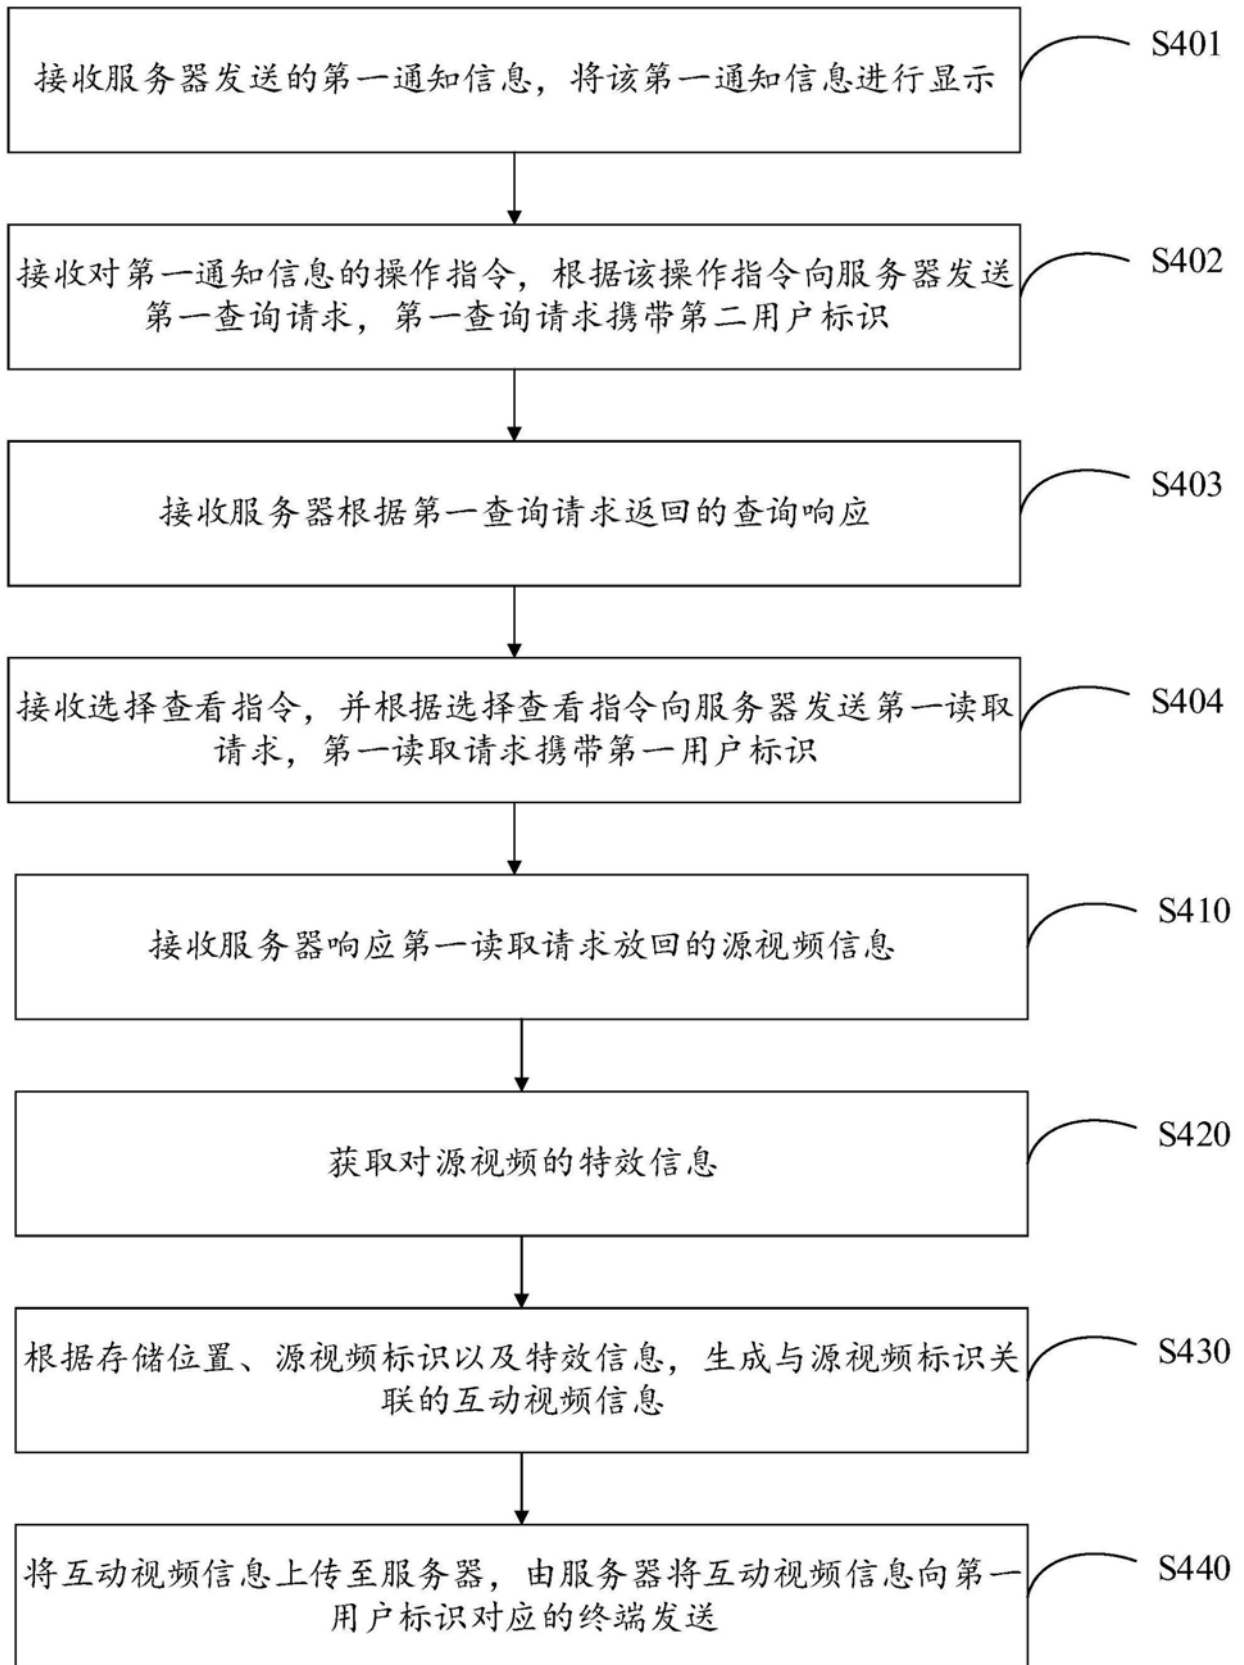 接收服务器发送的第一通知信息，将该第一通知信息进行显示
S401
接收对第一通知信息的操作指令，根据该操作指令向服务器发送
第一查询请求，第一查询请求携带第二用户标识
S402
接收服务器根据第一查询请求返回的查询响应
S403
接收选择查看指令，并根据选择查看指令向服务器发送第一读取
请求，第一读取请求携带第一用户标识
S404
接收服务器响应第一读取请求放回的源视频信息
S410
获取对源视频的特效信息
S420
根据存储位置、源视频标识以及特效信息，生成与源视频标识关
联的互动视频信息
S430
将互动视频信息上传至服务器，由服务器将互动视频信息向第一
用户标识对应的终端发送
S440